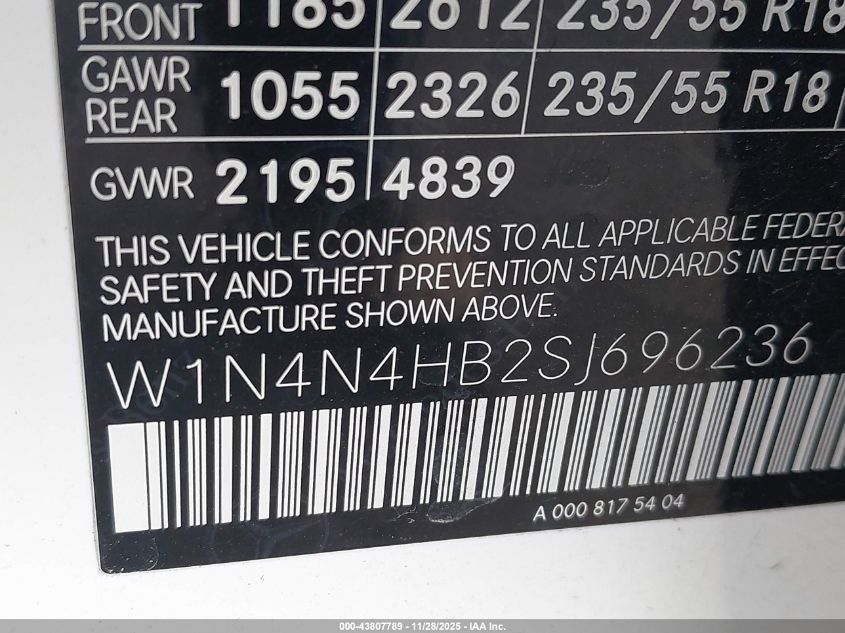 FRONT 1185 2612 235/55 R18
GAWR
REAR 1055 2326 235/55 R18
GVWR 2195 4839
THIS VEHICLE CONFORMS TO ALL APPLICABLE FEDERA
SAFETY AND THEFT PREVENTION STANDARDS IN EFFEC
MANUFACTURE SHOWN ABOVE.
W1N4N4HB2SJ696236
A 000 817 54 04
000-43807789 - 11/28/2025 - IAA Inc.